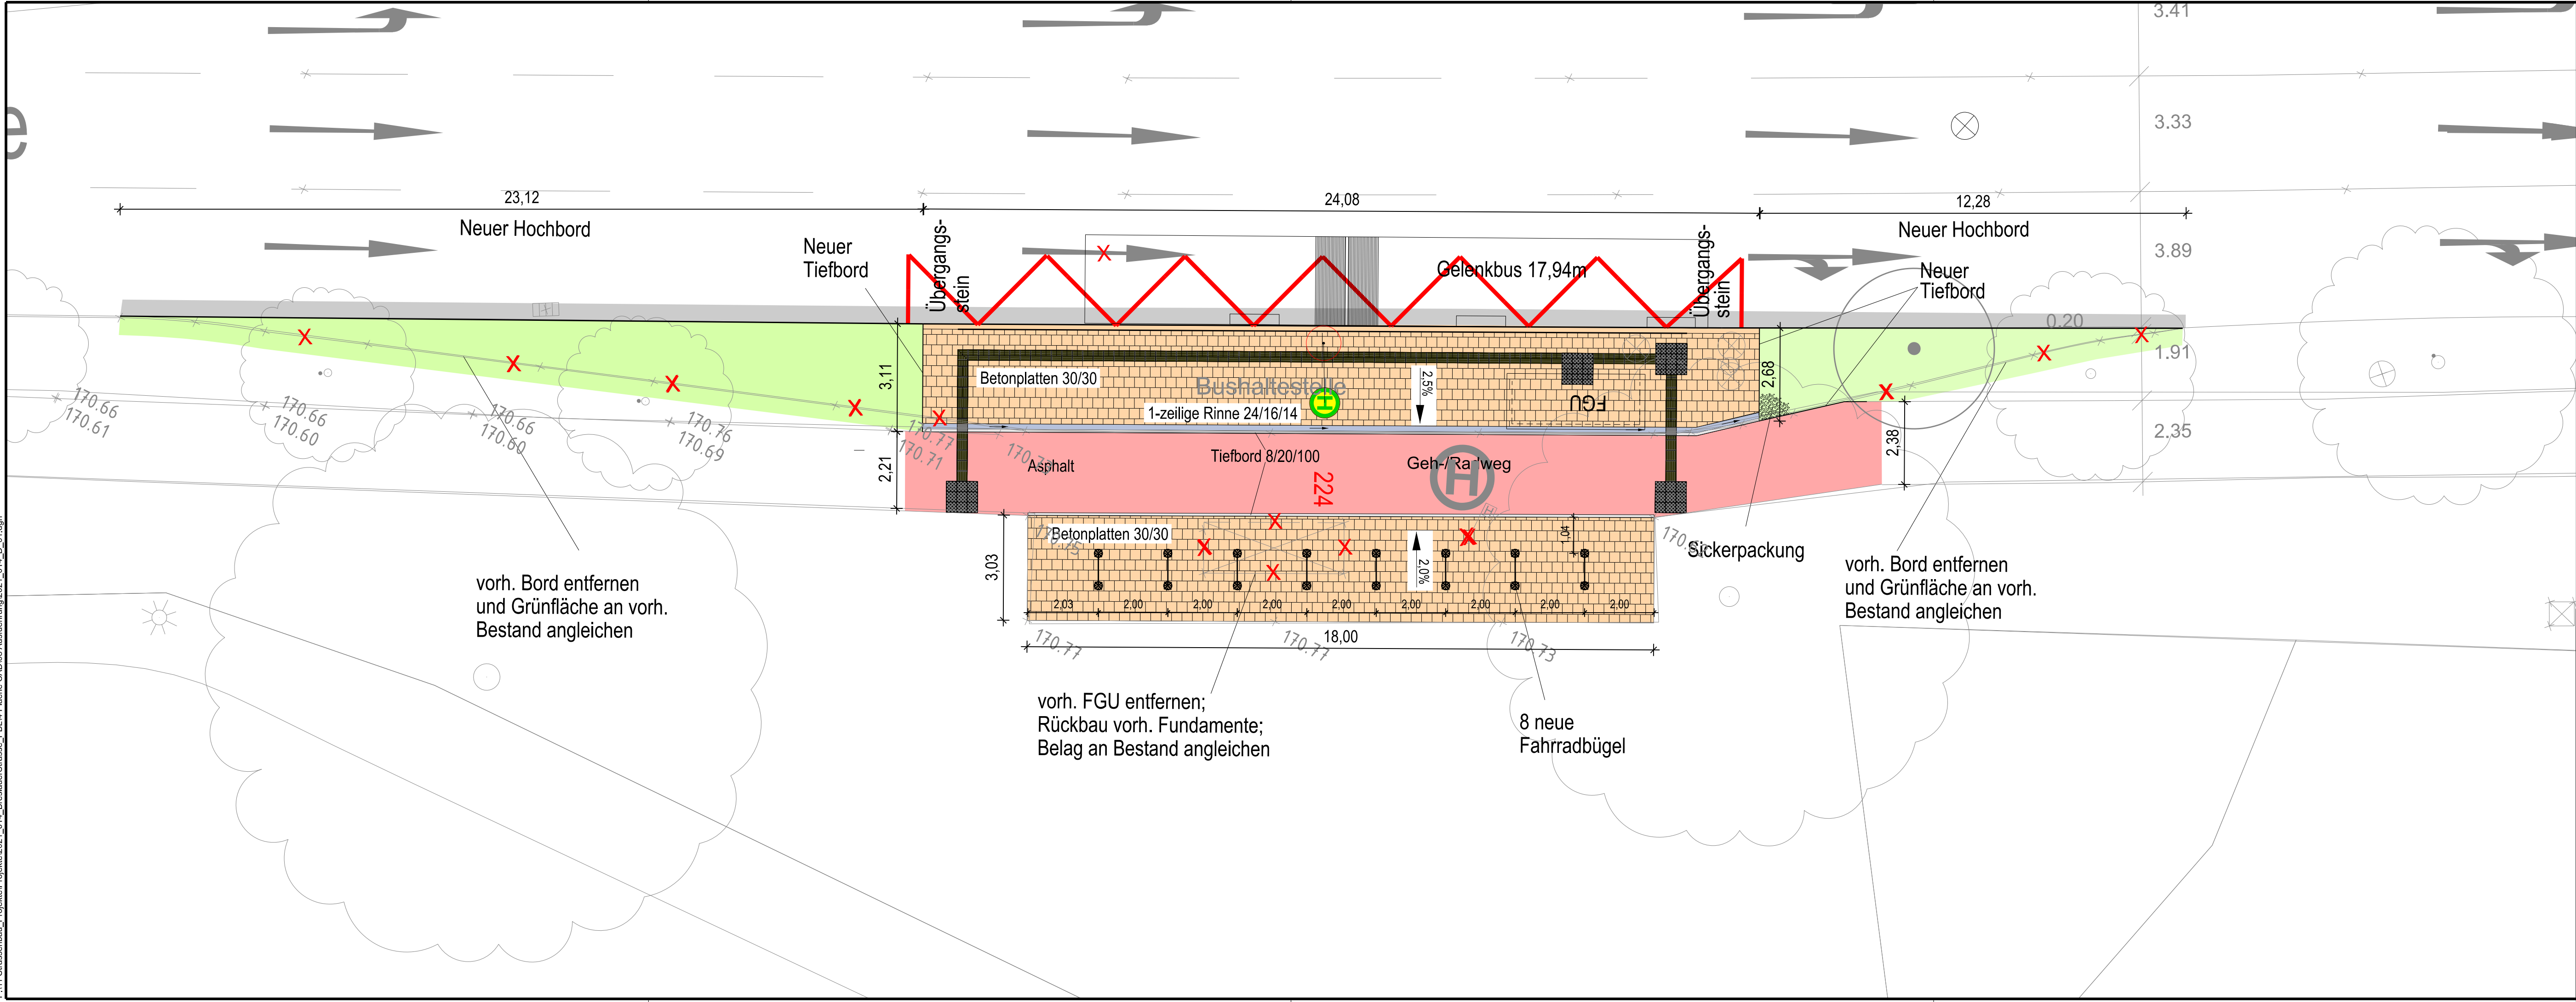 3.41
e
3.33
23,12
24,08
12,28
Neuer Hochbord
Neuer Hochbord
3.89
Neuer
Tiefbord
Übergangs-
stein
Gelenkbus 17,94m
Übergangs-
stein
Neuer
Tiefbord
0.20
1.91
3,11
Betonplatten 30/30
Bushaltestelle
2,5%
FGU
2,68
170.66
170.61
170.66
170.60
170.66
170.60
170.76
170.69
170.77
170.71
1-zeilige Rinne 24/16/14
H
2.35
2,21
Asphalt
Tiefbord 8/20/100
224
Geh-/Radweg
H
2,38
(H)
Betonplatten 30/30
1,04
3,03
2,0%
Sickerpackung
vorh. Bord entfernen
und Grünfläche an vorh.
Bestand angleichen
vorh. Bord entfernen
und Grünfläche an vorh.
Bestand angleichen
2,03
2,00
2,00
2,00
2,00
2,00
2,00
2,00
2,00
170.77
170.77
18,00
170.73
vorh. FGU entfernen;
Rückbau vorh. Fundamente;
Belag an Bestand angleichen
8 neue
Fahrradbügel